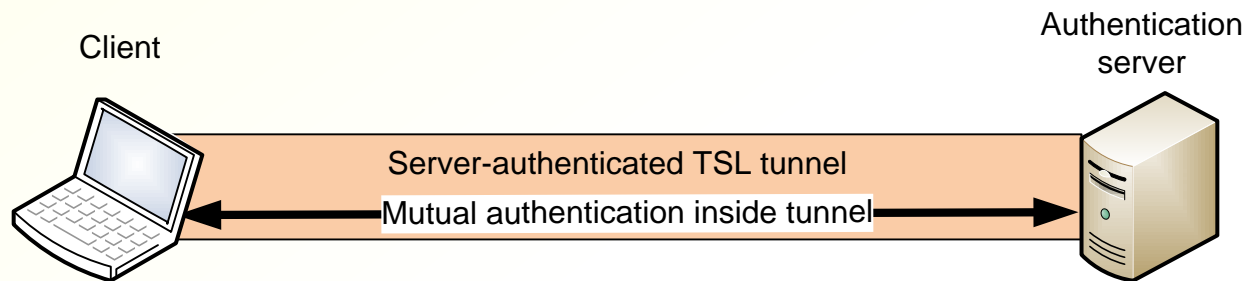 Client
Authentication
server
Server-authenticated TSL tunnel
Mutual authentication inside tunnel